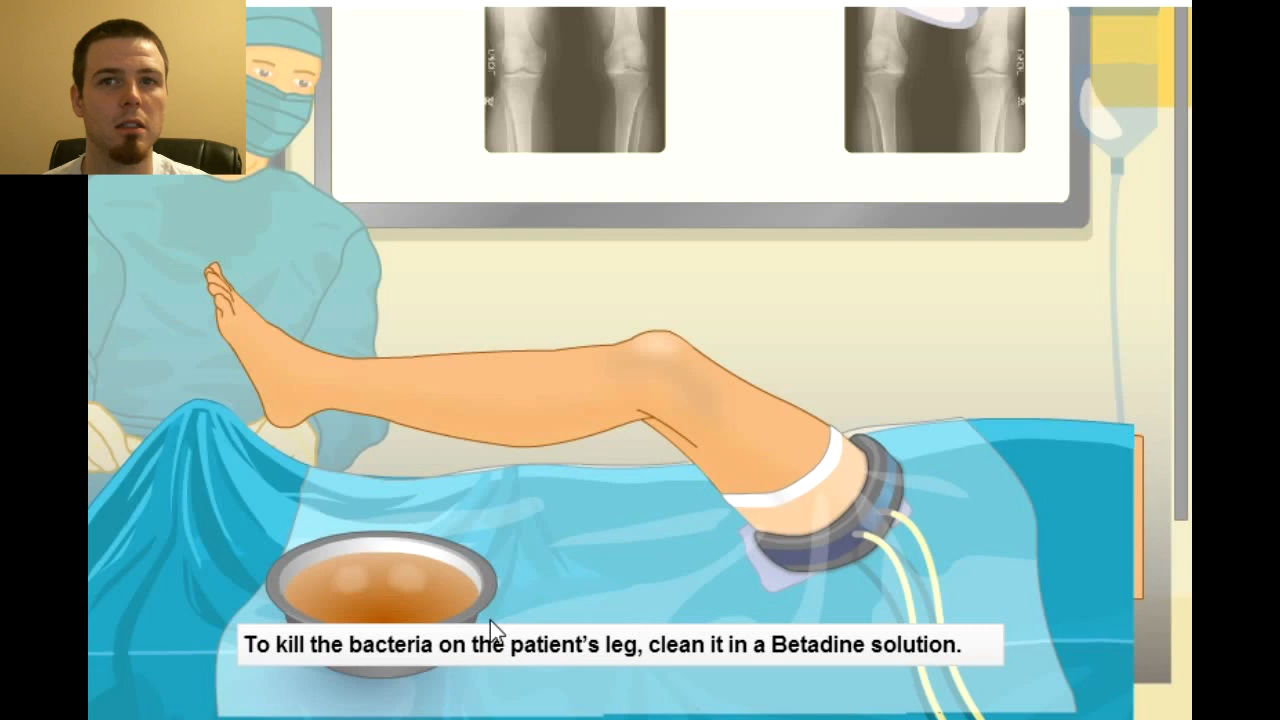 To kill the bacteria on the patient's leg, clean it in a Betadine solution.